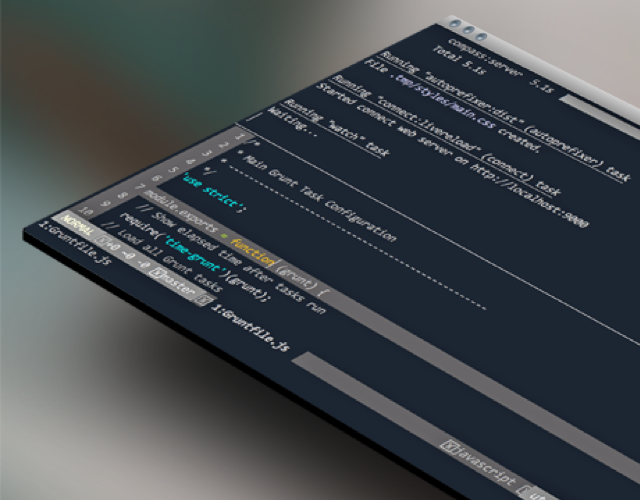 compass:server 5.1s
Total 5.1s
Running "autoprefixer:dist" (autoprefixer) task
File .tmp/styles/main.css created.
Running "connect:livereload" (connect) task
Started connect web server on http://localhost:9000
Running "watch" task
Waiting...
1 /*
2 * Main Grunt Task Configuration
3 * ----------------------------------------
4 */
5 'use strict';
6
7 module.exports = function (grunt) {
8 // Show elapsed time after tasks run
9 require('time-grunt')(grunt);
10 // Load all Grunt tasks
NORMAL +0 ~0 -0 master
1:Gruntfile.js
1:Gruntfile.js
javascript